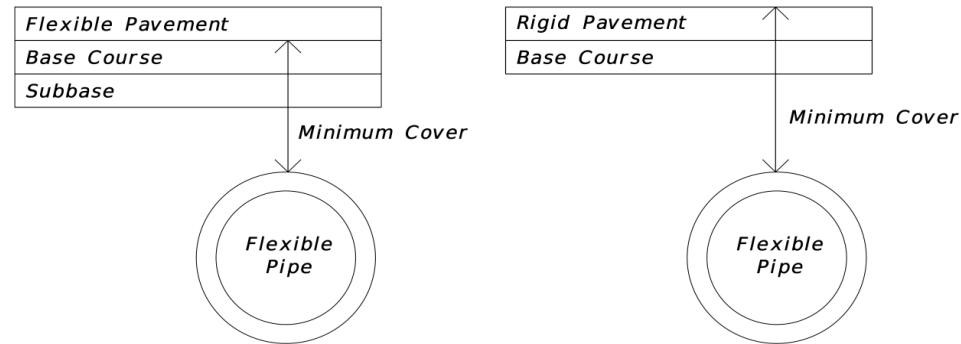 Flexible Pavement
Base Course
Subbase
Minimum Cover
Flexible
Pipe
Rigid Pavement
Base Course
Minimum Cover
Flexible
Pipe